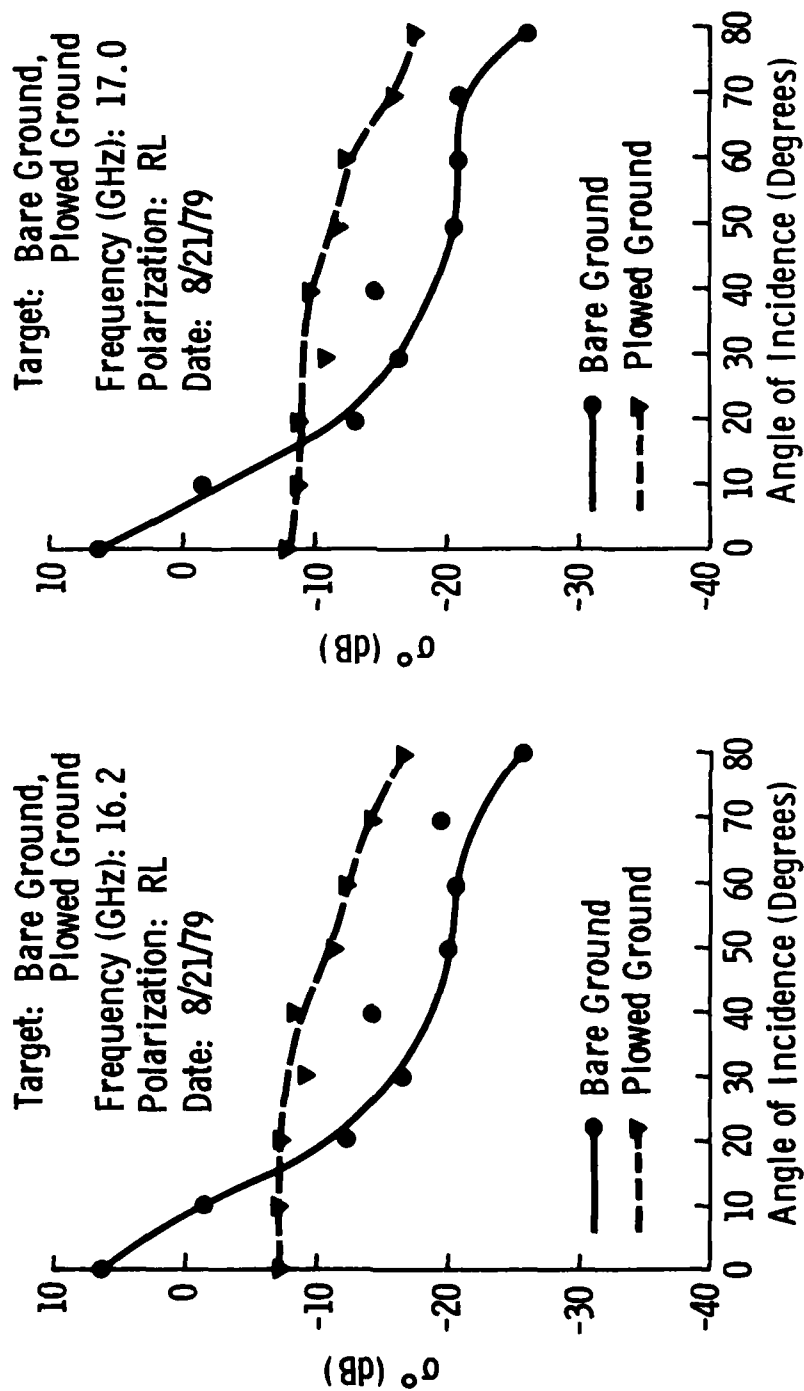 Target: Bare Ground,
Plowed Ground
Frequency (GHz): 16.2
Polarization: RL
Date: 8/21/79
10
0
-10
-20
-30
-40
σ° (dB)
Bare Ground
Plowed Ground
0 10 20 30 40 50 60 70 80
Angle of Incidence (Degrees)
Target: Bare Ground,
Plowed Ground
Frequency (GHz): 17.0
Polarization: RL
Date: 8/21/79
10
0
-10
-20
-30
-40
σ° (dB)
Bare Ground
Plowed Ground
0 10 20 30 40 50 60 70 80
Angle of Incidence (Degrees)